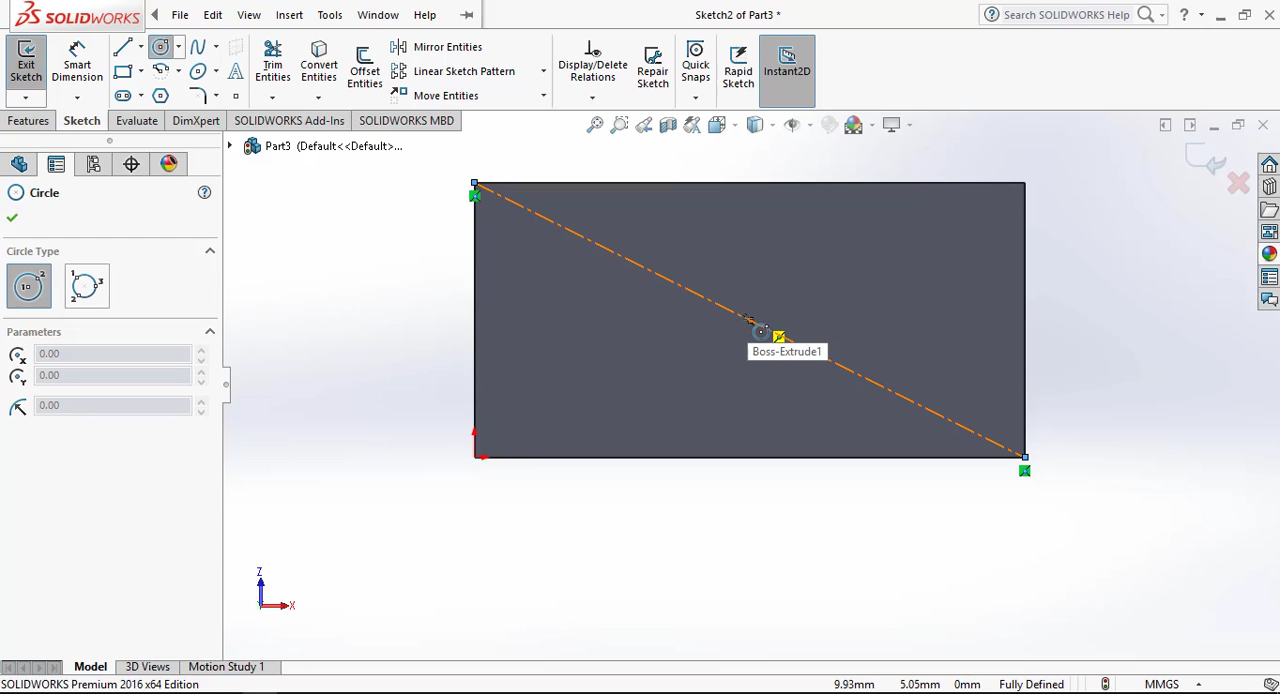 SOLIDWORKS File Edit View Insert Tools Window Help Sketch2 of Part3 * Search SOLIDWORKS Help ?
Exit Sketch
Smart Dimension
Trim Entities
Convert Entities
Offset Entities
Mirror Entities
Linear Sketch Pattern
Move Entities
Display/Delete Relations
Repair Sketch
Quick Snaps
Rapid Sketch
Instant2D
Features Sketch Evaluate DimXpert SOLIDWORKS Add-Ins SOLIDWORKS MBD
Part3 (Default<<Default>...
Circle ?
Circle Type
Parameters
0.00
0.00
0.00
Boss-Extrude1
Z
X
Model 3D Views Motion Study 1
SOLIDWORKS Premium 2016 x64 Edition 9.93mm 5.05mm 0mm Fully Defined MMGS